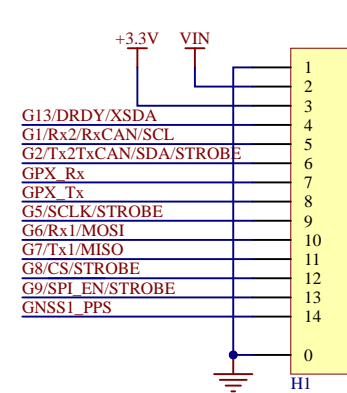 +3.3V VIN
1
2
3
G13/DRDY/XSDA 4
G1/Rx2/RxCAN/SCL 5
G2/Tx2TxCAN/SDA/STROBE 6
GPX_Rx 7
GPX_Tx 8
G5/SCLK/STROBE 9
G6/Rx1/MOSI 10
G7/Tx1/MISO 11
G8/CS/STROBE 12
G9/SPI_EN/STROBE 13
GNSS1_PPS 14
0
H1